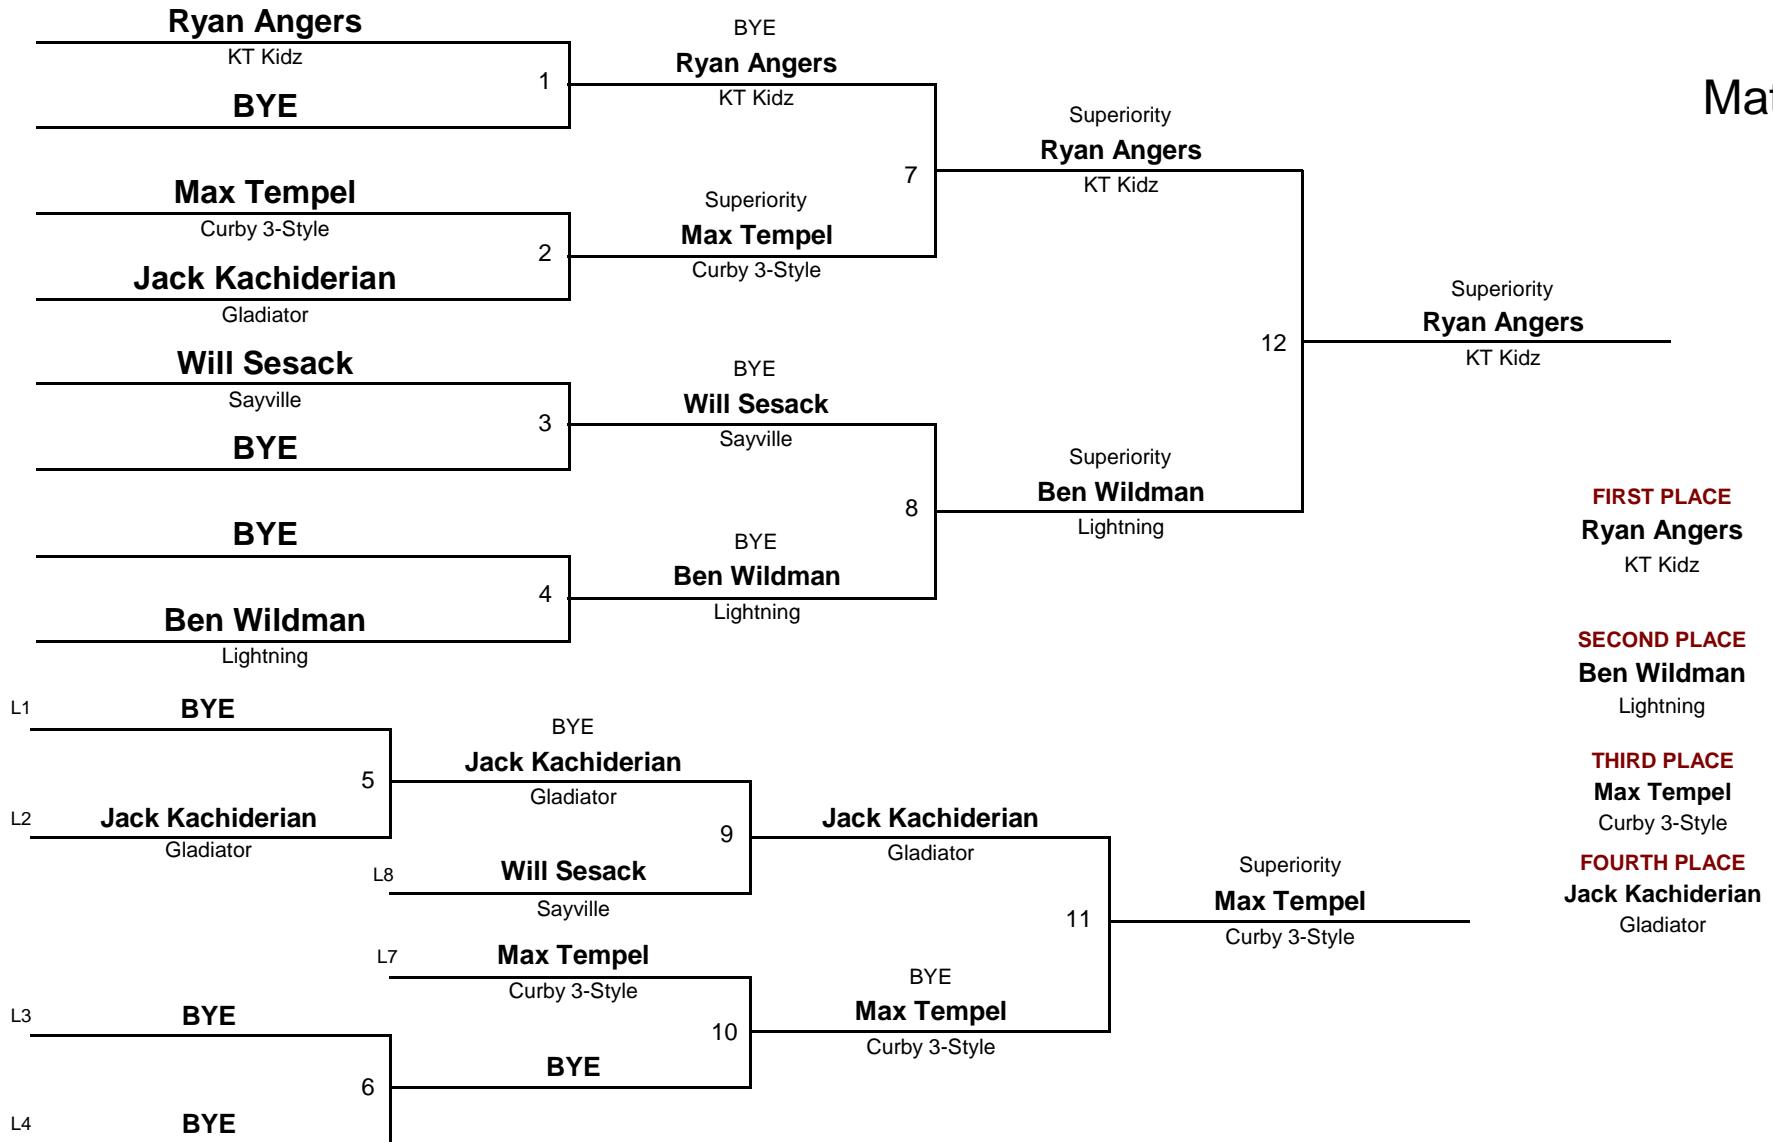 Ryan Angers
KT Kidz
1
BYE
BYE
Ryan Angers
KT Kidz
Max Tempel
Curby 3-Style
2
Jack Kachiderian
Gladiator
Superiority
Max Tempel
Curby 3-Style
7
Superiority
Ryan Angers
KT Kidz
Will Sesack
Sayville
3
BYE
BYE
Will Sesack
Sayville
BYE
4
Ben Wildman
Lightning
BYE
Ben Wildman
Lightning
8
Superiority
Ben Wildman
Lightning
12
Superiority
Ryan Angers
KT Kidz
FIRST PLACE
Ryan Angers
KT Kidz
SECOND PLACE
Ben Wildman
Lightning
THIRD PLACE
Max Tempel
Curby 3-Style
FOURTH PLACE
Jack Kachiderian
Gladiator
L1
BYE
5
L2
Jack Kachiderian
Gladiator
BYE
Jack Kachiderian
Gladiator
9
L8
Will Sesack
Sayville
Jack Kachiderian
Gladiator
L7
Max Tempel
Curby 3-Style
10
L3
BYE
6
L4
BYE
BYE
BYE
Max Tempel
Curby 3-Style
11
Superiority
Max Tempel
Curby 3-Style